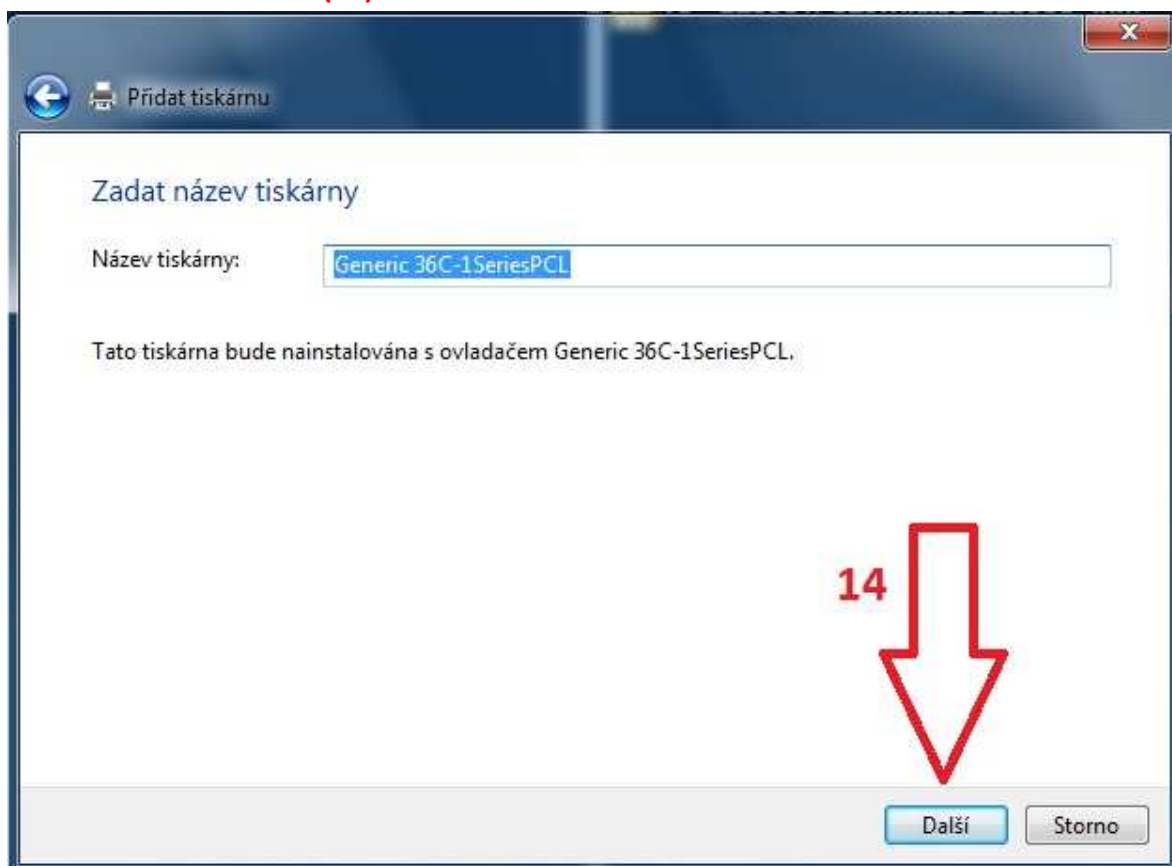 Přidat tiskárnu
Zadat název tiskárny
Název tiskárny: Generic 36C-1SeriesPCL
Tato tiskárna bude nainstalována s ovladačem Generic 36C-1SeriesPCL.
14
Další Storno